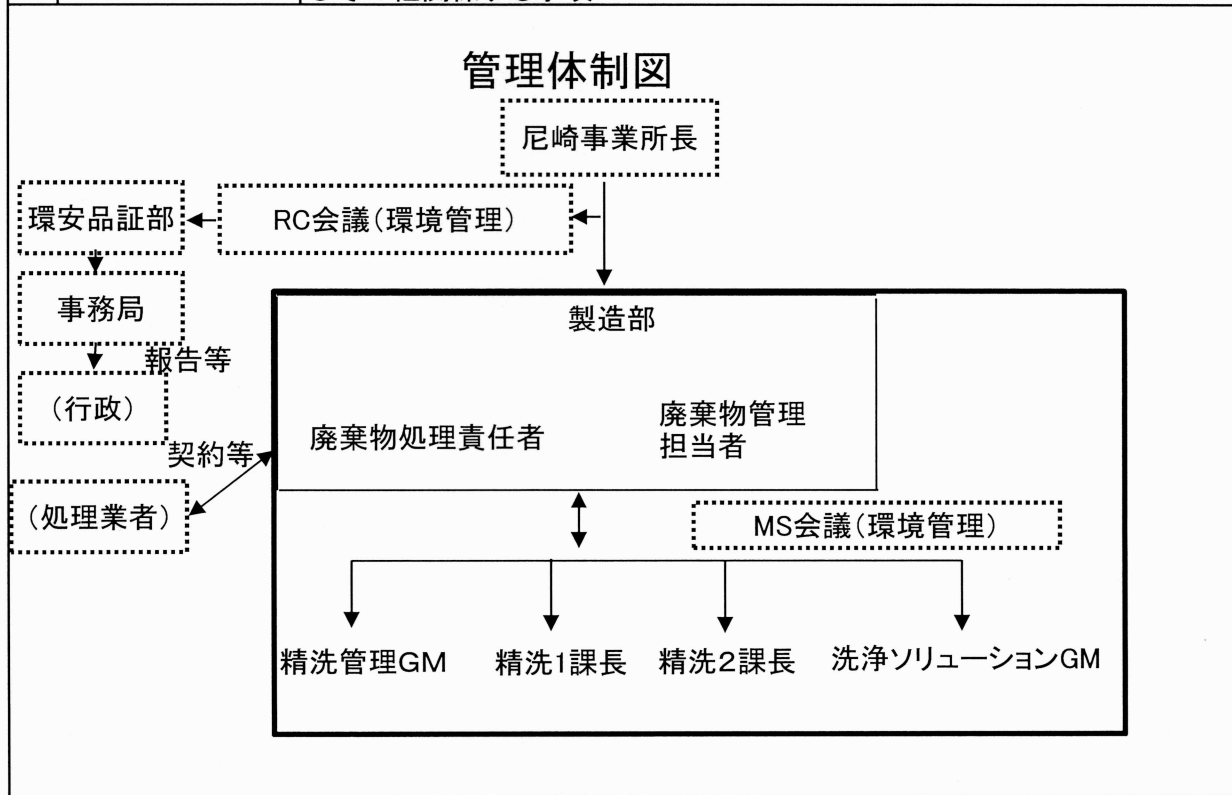 管理体制図
尼崎事業所長
環安品証部
RC会議(環境管理)
事務局
製造部
報告等
(行政)
廃棄物処理責任者
廃棄物管理
担当者
契約等
(処理業者)
MS会議(環境管理)
精洗管理GM
精洗1課長
精洗2課長
洗浄ソリューションGM